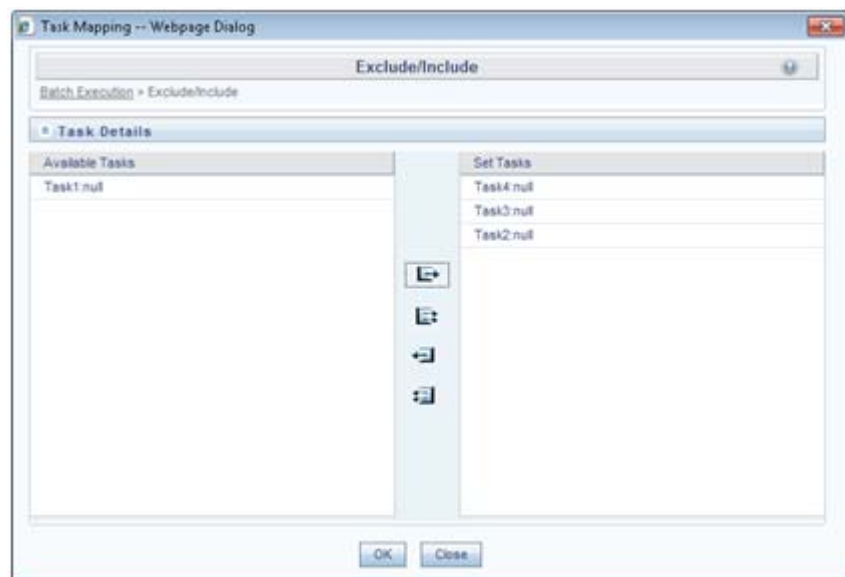 Task Mapping -- Webpage Dialog
Exclude/Include
Batch Execution > Exclude/Include
Task Details
Available Tasks
Task1:null
Set Tasks
Task4:null
Task3:null
Task2:null
OK
Close